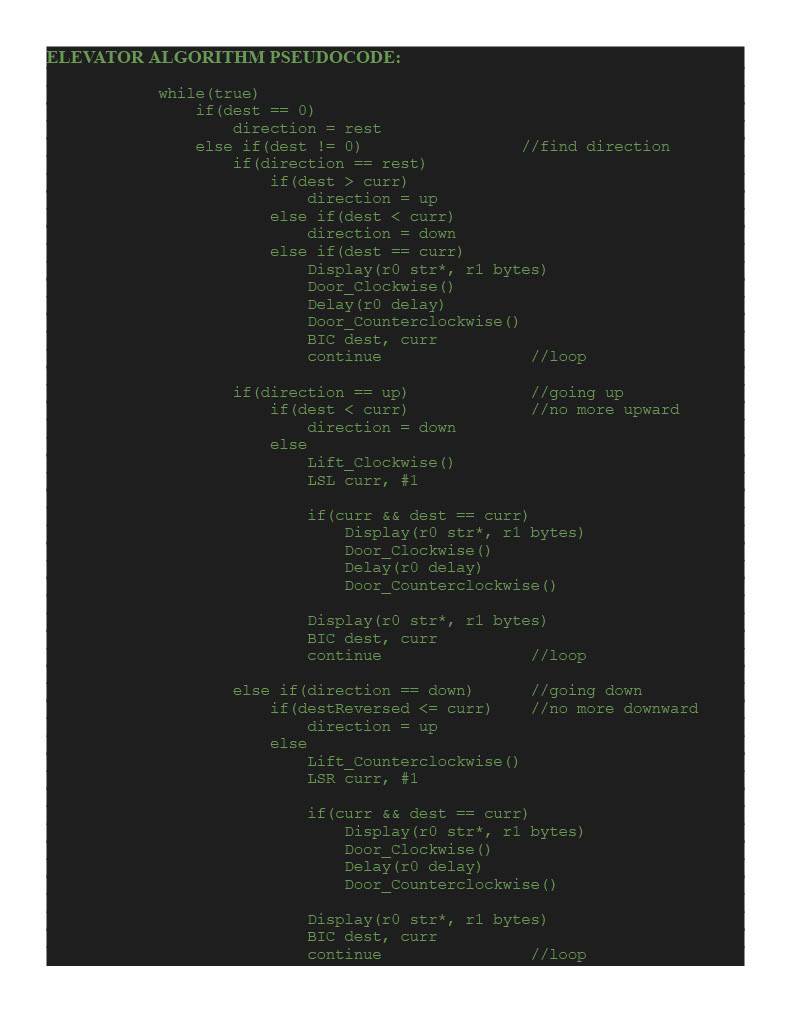 ELEVATOR ALGORITHM PSEUDOCODE:
while(true)
if(dest == 0)
direction = rest
else if(dest != 0) //find direction
if(direction == rest)
if(dest > curr)
direction = up
else if(dest < curr)
direction = down
else if(dest == curr)
Display(r0 str*, r1 bytes)
Door_Clockwise()
Delay(r0 delay)
Door_Counterclockwise()
BIC dest, curr
continue //loop
if(direction == up) //going up
if(dest < curr) //no more upward
direction = down
else
Lift_Clockwise()
LSL curr, #1
if(curr && dest == curr)
Display(r0 str*, r1 bytes)
Door_Clockwise()
Delay(r0 delay)
Door_Counterclockwise()
Display(r0 str*, r1 bytes)
BIC dest, curr
continue //loop
else if(direction == down) //going down
if(destReversed <= curr) //no more downward
direction = up
else
Lift_Counterclockwise()
LSR curr, #1
if(curr && dest == curr)
Display(r0 str*, r1 bytes)
Door_Clockwise()
Delay(r0 delay)
Door_Counterclockwise()
Display(r0 str*, r1 bytes)
BIC dest, curr
continue //loop